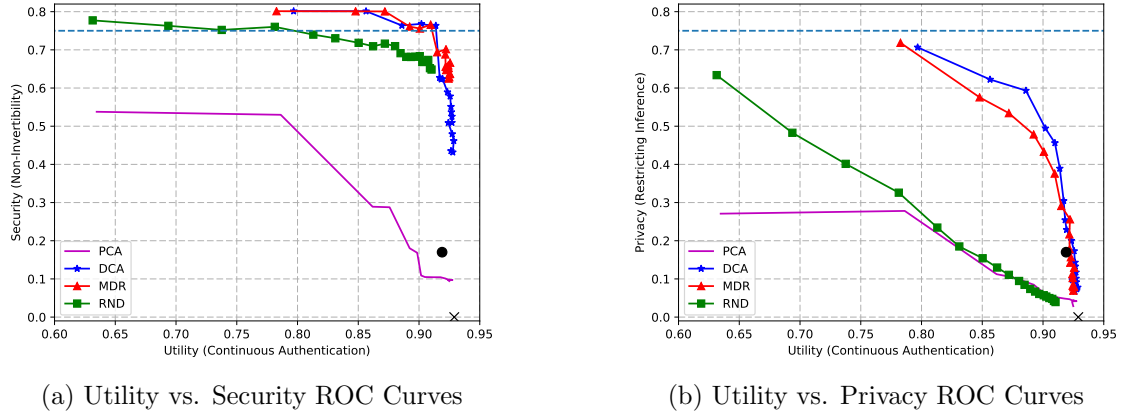 0.8
0.7
0.6
0.5
0.4
0.3
0.2
0.1
0.0
Security (Non-Invertibility)
PCA
DCA
MDR
RND
0.60 0.65 0.70 0.75 0.80 0.85 0.90 0.95
Utility (Continuous Authentication)
(a) Utility vs. Security ROC Curves
0.8
0.7
0.6
0.5
0.4
0.3
0.2
0.1
0.0
Privacy (Restricting Inference)
PCA
DCA
MDR
RND
0.60 0.65 0.70 0.75 0.80 0.85 0.90 0.95
Utility (Continuous Authentication)
(b) Utility vs. Privacy ROC Curves